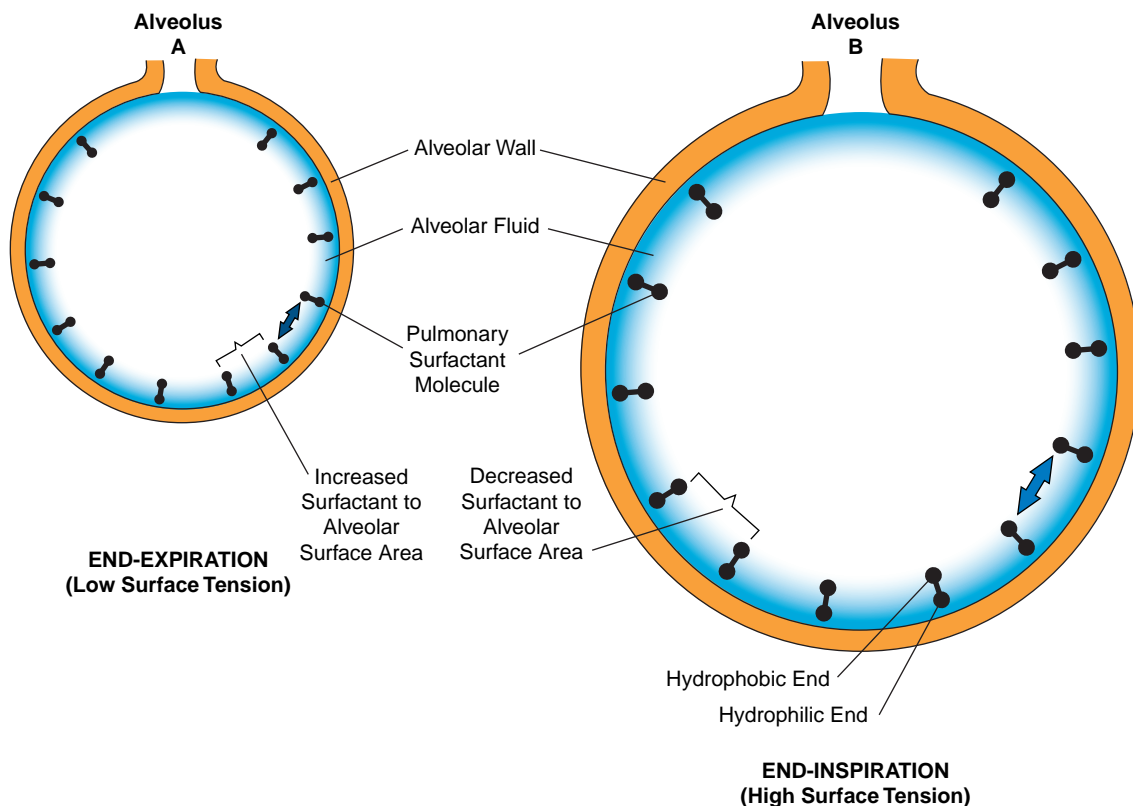 Alveolus
A
Alveolus
B
Alveolar Wall
Alveolar Fluid
Pulmonary
Surfactant
Molecule
Increased
Surfactant to
Alveolar
Surface Area
Decreased
Surfactant to
Alveolar
Surface Area
END-EXPIRATION
(Low Surface Tension)
Hydrophobic End
Hydrophilic End
END-INSPIRATION
(High Surface Tension)